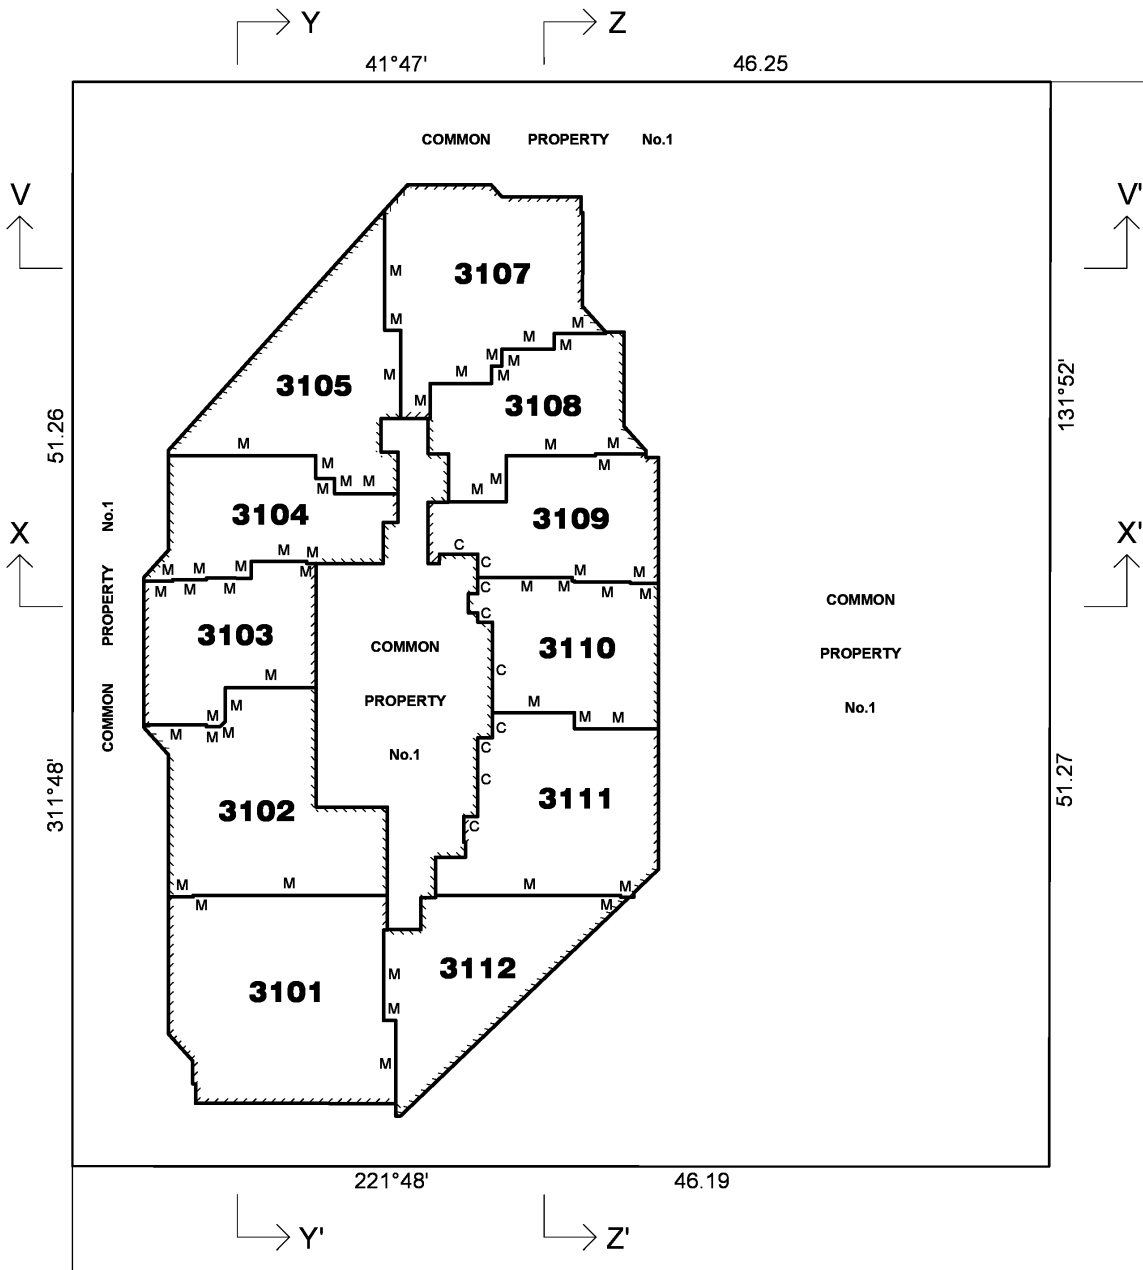 Y Z
41°47' 46.25
COMMON PROPERTY No.1
V V'
3107
M
M
M
M
M
M
M
M
M
3105
M
M
3108
131°52'
51.26
M
M
M
M
M
M
M
M
M
M
M
3104
3109
COMMON PROPERTY No.1
X X'
C
M
M
C
M
M
M
M
M
M
M
M
M
C
M
M
M
M
C
COMMON
PROPERTY
No.1
3103
COMMON
PROPERTY
No.1
3110
C
M
M
M
M
M
M
M
M
M
M
C
C
C
311°48'
51.27
3102
3111
C
M
M
M
M
M
M
M
3101
3112
M
M
M
221°48' 46.19
Y' Z'